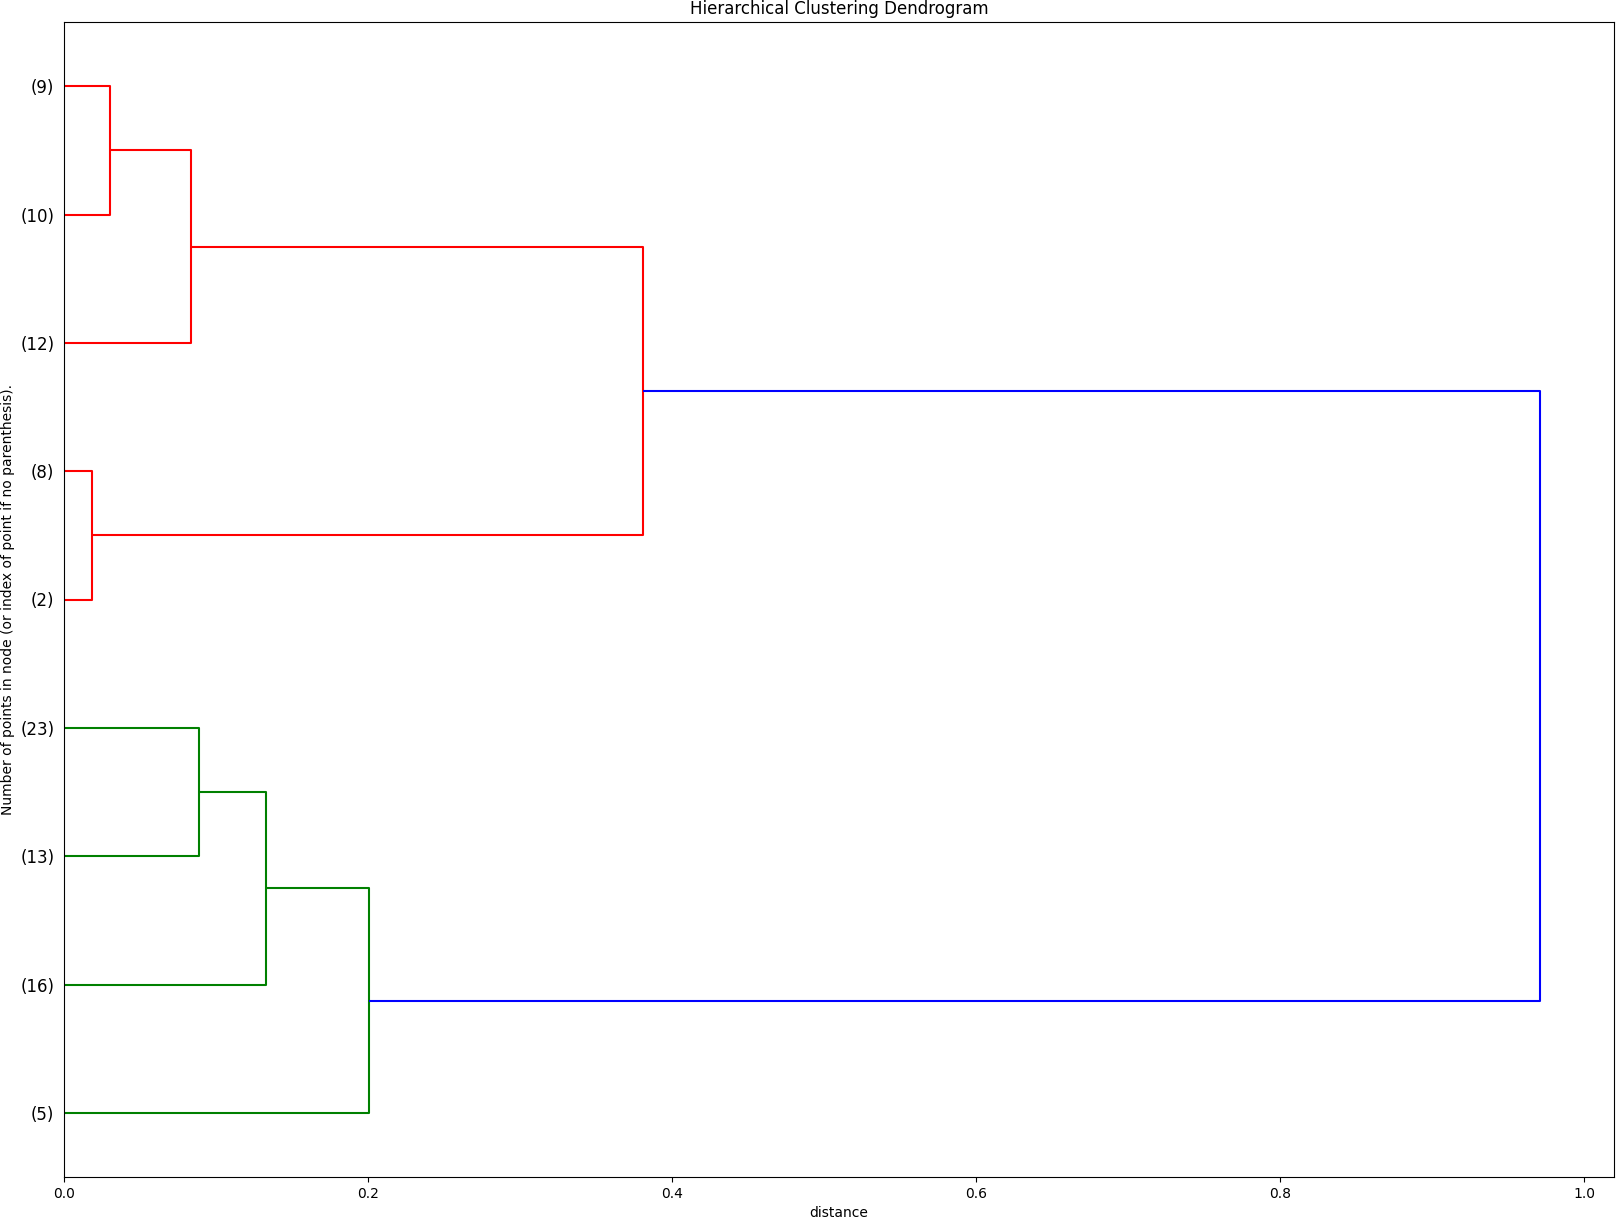 Hierarchical Clustering Dendrogram
Number of points in node (or index of point if no parenthesis).
(9)
(10)
(12)
(8)
(2)
(23)
(13)
(16)
(5)
0.0 0.2 0.4 0.6 0.8 1.0
distance